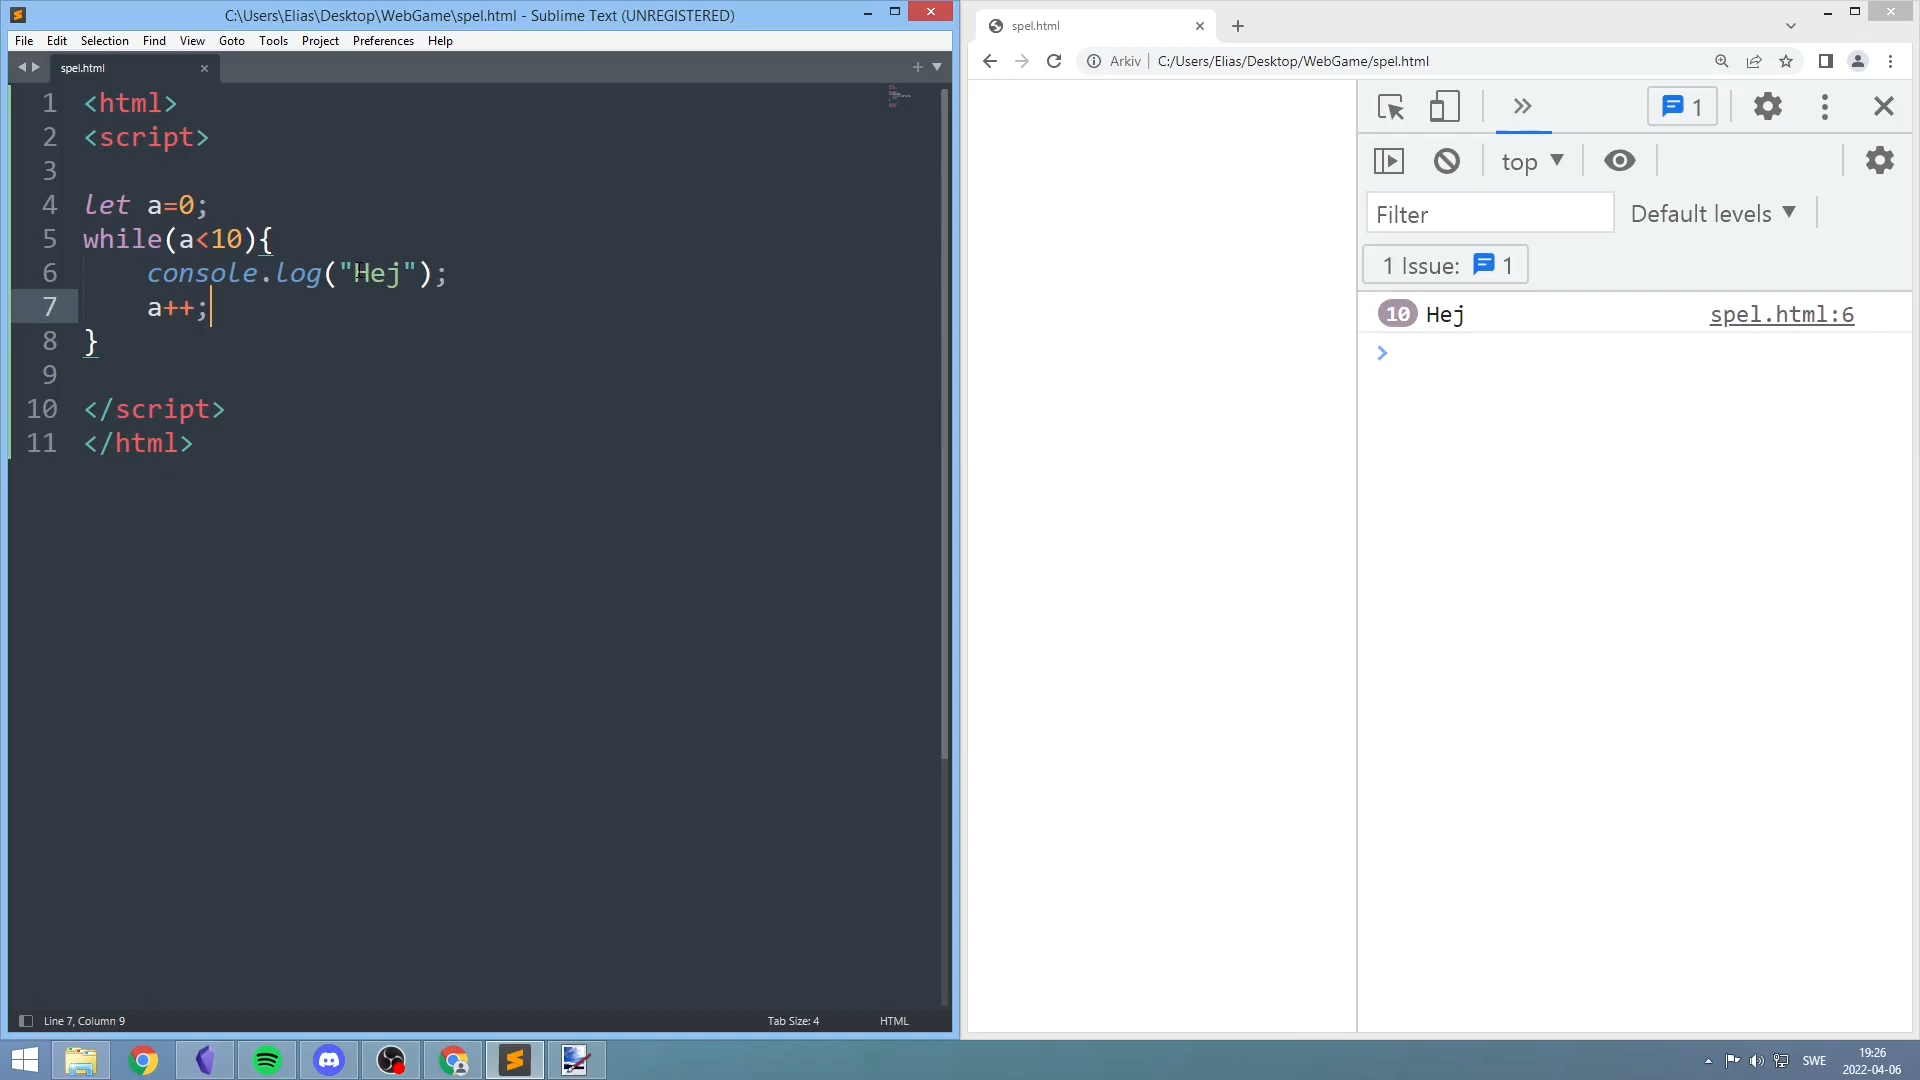 C:\Users\Elias\Desktop\WebGame\spel.html - Sublime Text (UNREGISTERED)
File Edit Selection Find View Goto Tools Project Preferences Help
spel.html
1 <html>
2 <script>
3
4 let a=0;
5 while(a<10){
6 console.log("Hej");
7 a++;
8 }
9
10 </script>
11 </html>
Line 7, Column 9 Tab Size: 4 HTML
spel.html
Arkiv C:/Users/Elias/Desktop/WebGame/spel.html
1
top
Filter Default levels
1 Issue: 1
10 Hej spel.html:6
SWE
19:26
2022-04-06